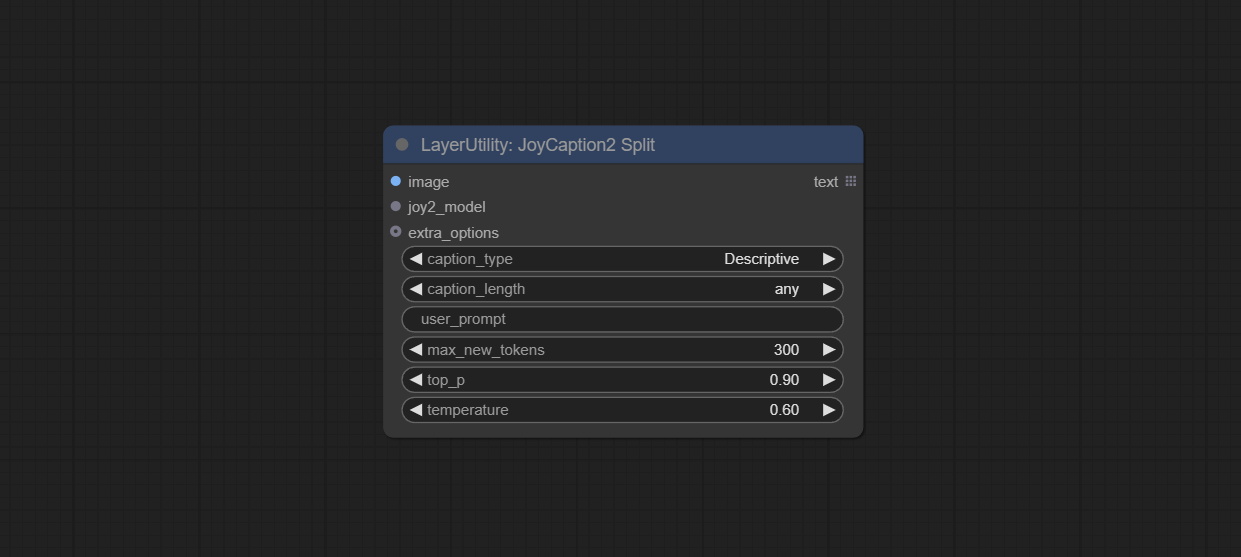 LayerUtility: JoyCaption2 Split
image text
joy2_model
extra_options
caption_type Descriptive
caption_length any
user_prompt
max_new_tokens 300
top_p 0.90
temperature 0.60